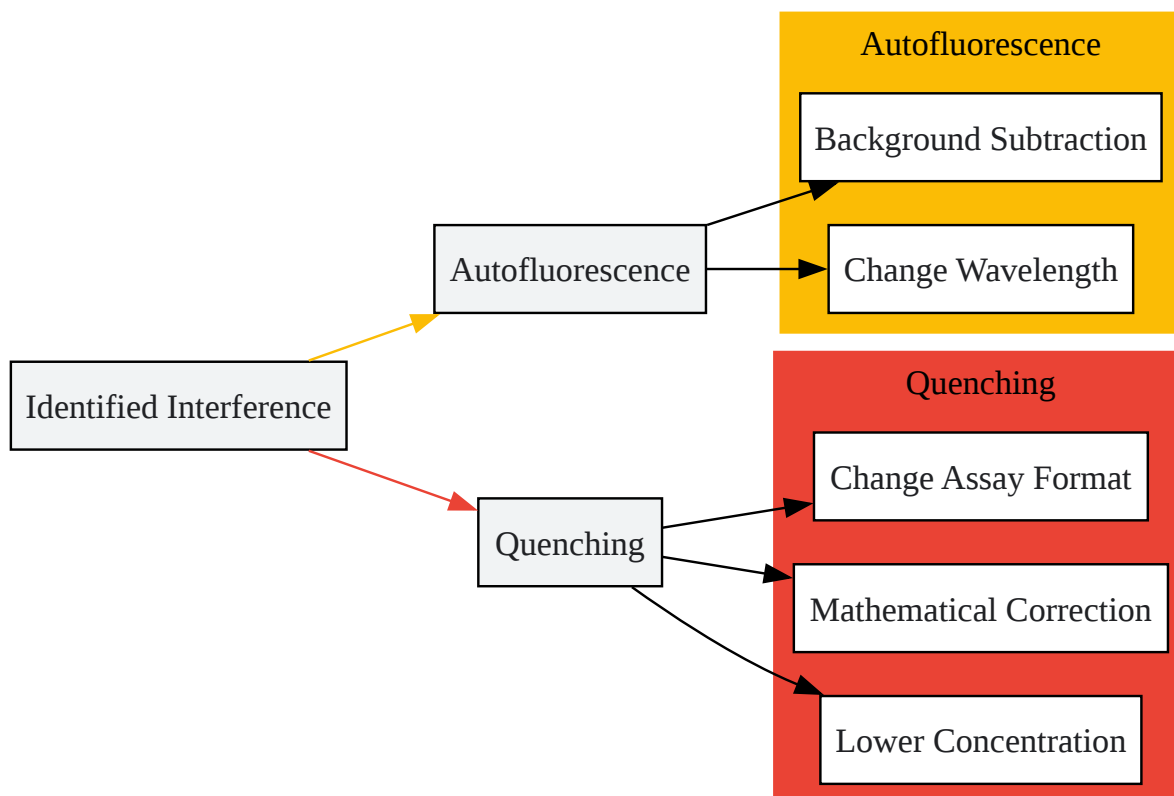 Identified Interference
Autofluorescence
Quenching
Autofluorescence
Background Subtraction
Change Wavelength
Quenching
Change Assay Format
Mathematical Correction
Lower Concentration